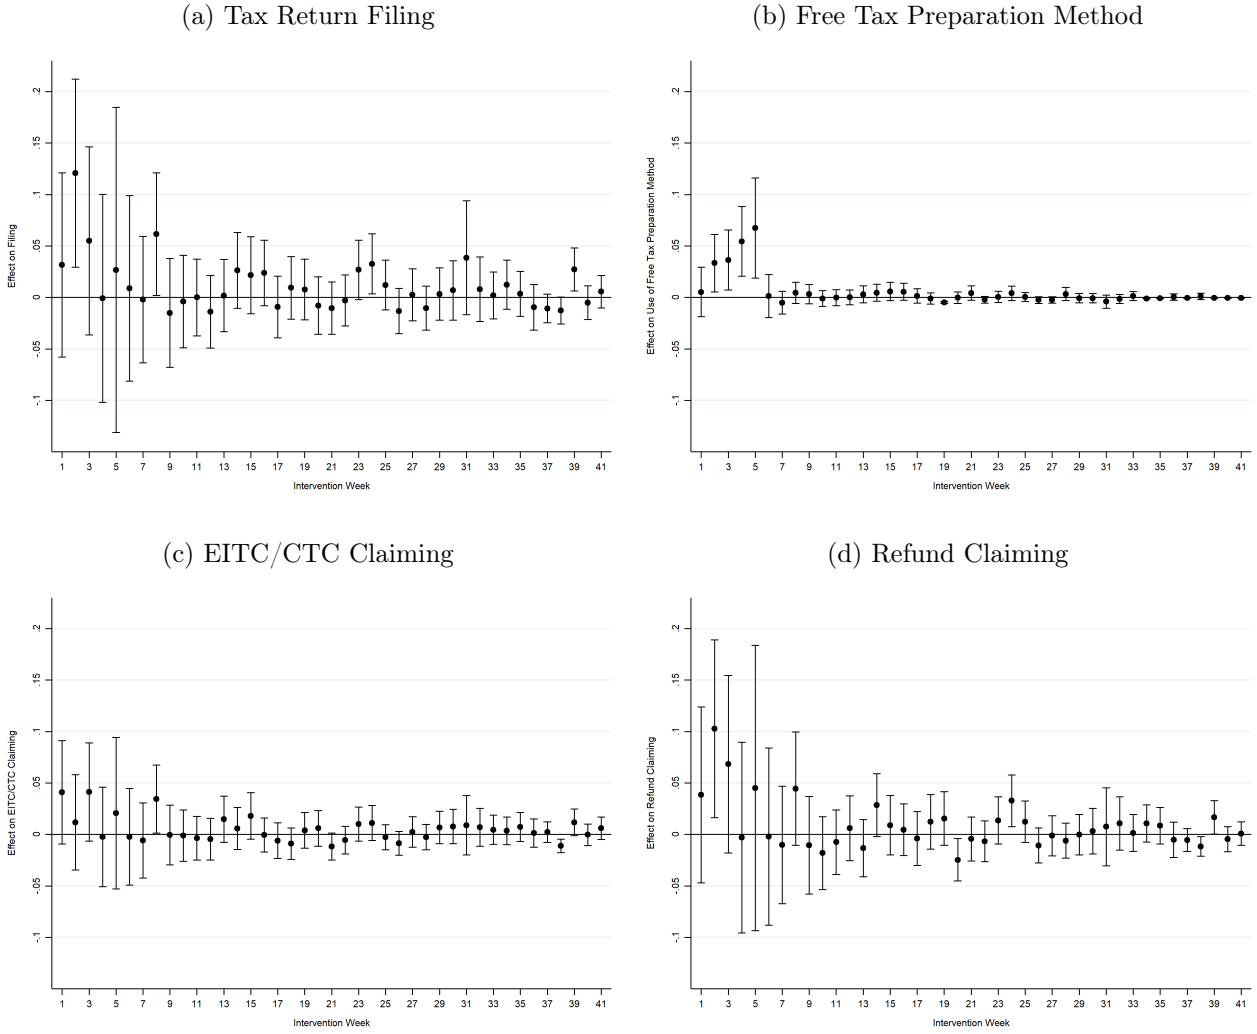 (a) Tax Return Filing
Effect on Filing
.2
.15
.1
.05
0
-.05
-.1
1 3 5 7 9 11 13 15 17 19 21 23 25 27 29 31 33 35 37 39 41
Intervention Week
(b) Free Tax Preparation Method
Effect on Use of Free Tax Preparation Method
.2
.15
.1
.05
0
-.05
-.1
1 3 5 7 9 11 13 15 17 19 21 23 25 27 29 31 33 35 37 39 41
Intervention Week
(c) EITC/CTC Claiming
Effect on EITC/CTC Claiming
.2
.15
.1
.05
0
-.05
-.1
1 3 5 7 9 11 13 15 17 19 21 23 25 27 29 31 33 35 37 39 41
Intervention Week
(d) Refund Claiming
Effect on Refund Claiming
.2
.15
.1
.05
0
-.05
-.1
1 3 5 7 9 11 13 15 17 19 21 23 25 27 29 31 33 35 37 39 41
Intervention Week